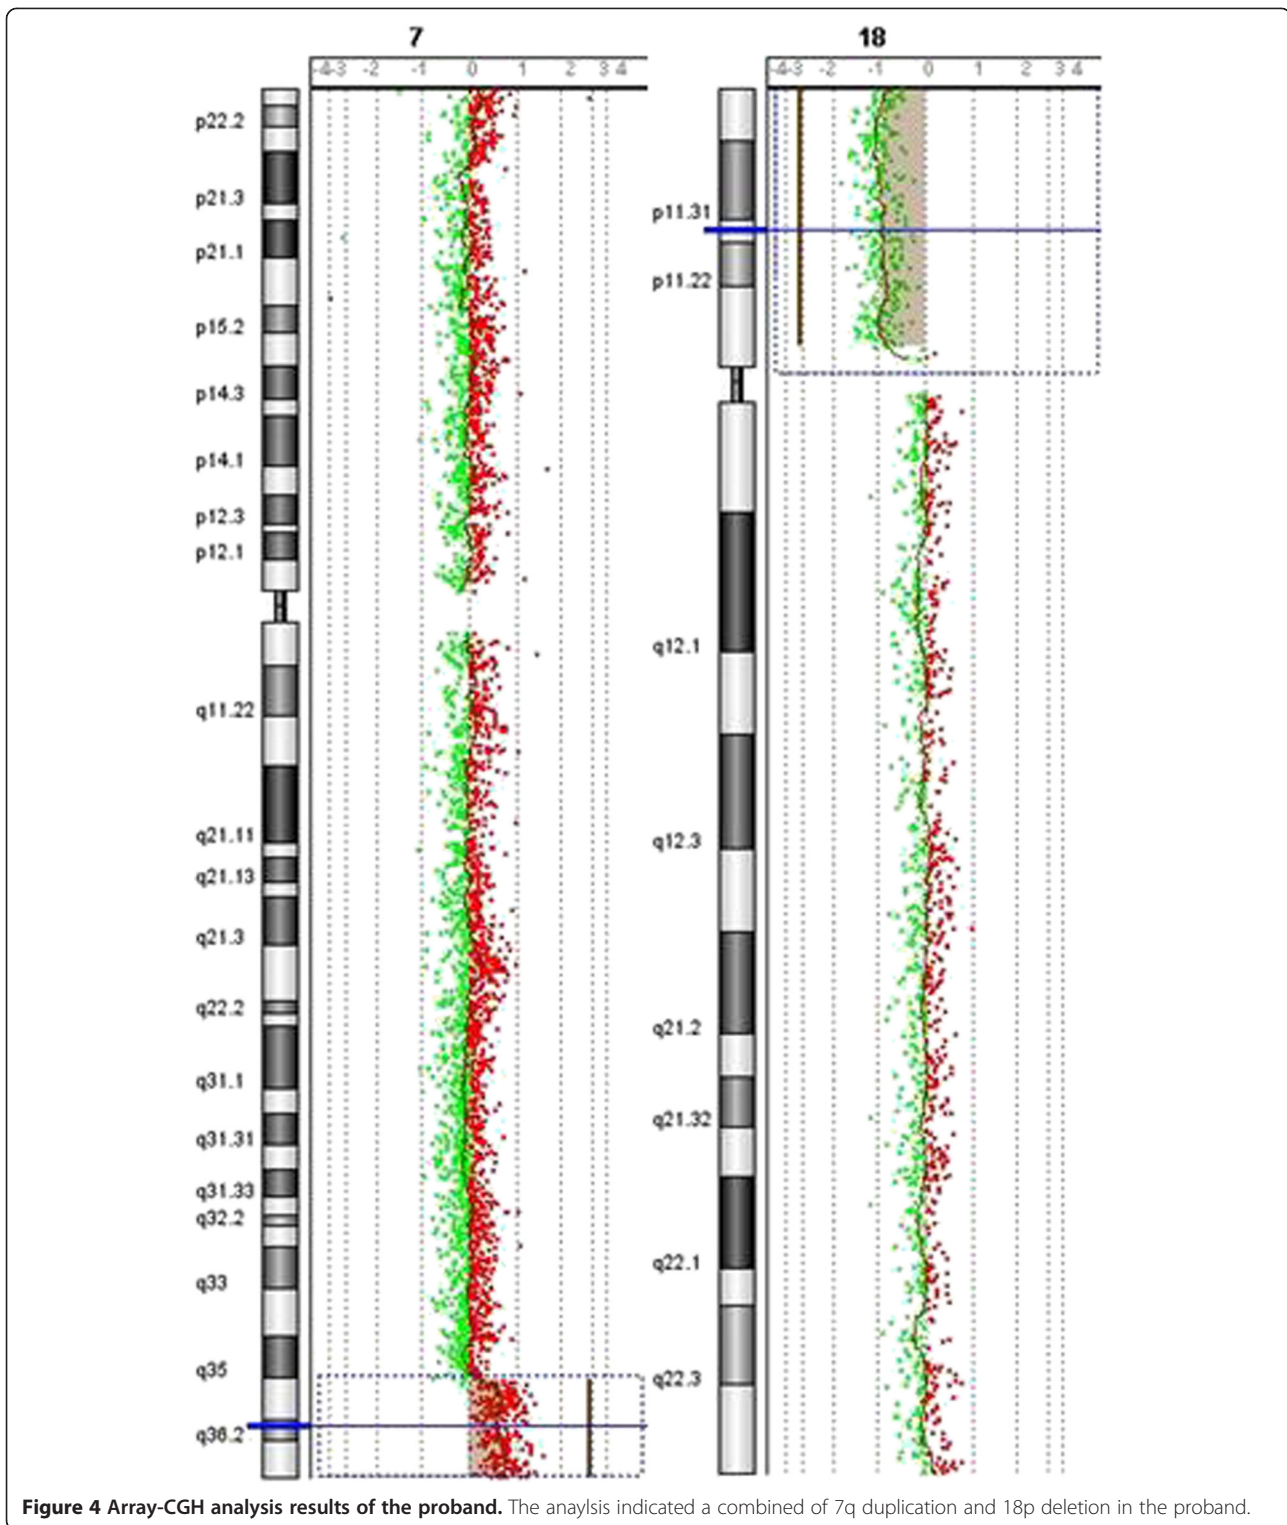 7
-4 -3 -2 -1 0 1 2 3 4
p22.2
p21.3
p21.1
p15.2
p14.3
p14.1
p12.3
p12.1
q11.22
q21.11
q21.13
q21.3
q22.2
q31.1
q31.31
q31.33
q32.2
q33
q35
q36.2
18
-4 -3 -2 -1 0 1 2 3 4
p11.31
p11.22
q12.1
q12.3
q21.2
q21.32
q22.1
q22.3
Figure 4 Array-CGH analysis results of the proband. The anaylsis indicated a combined of 7q duplication and 18p deletion in the proband.